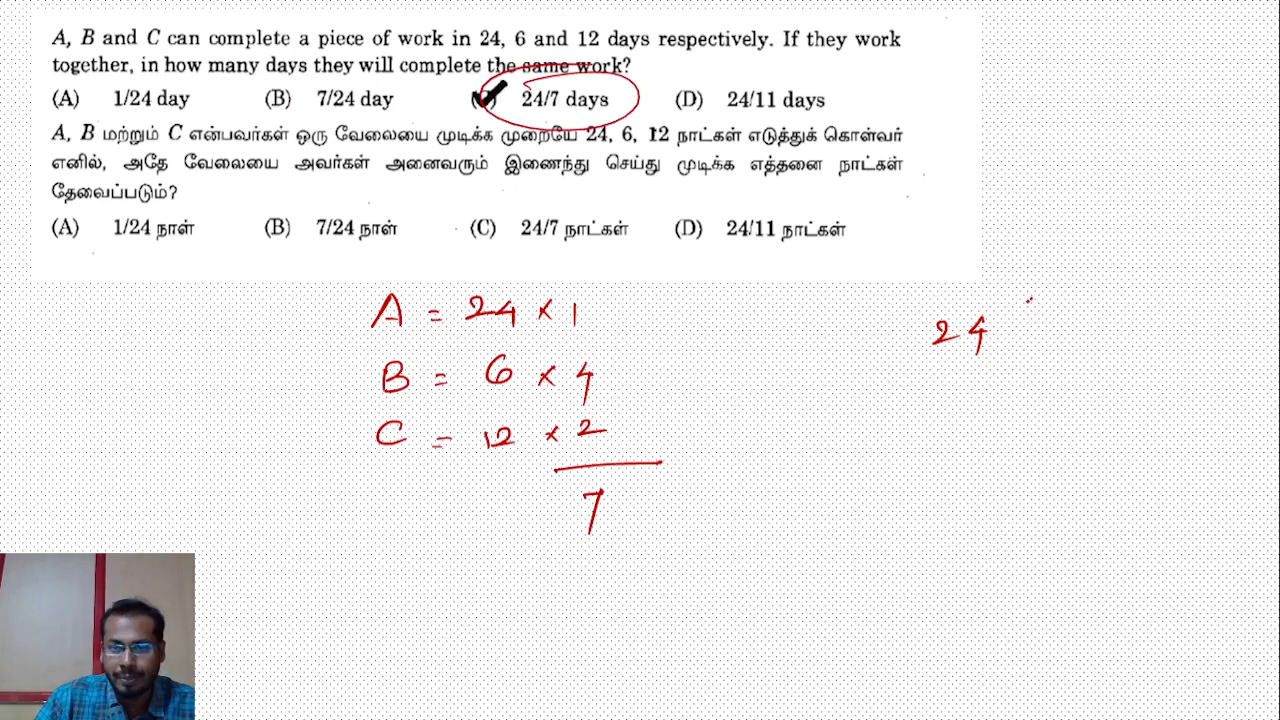 A, B and C can complete a piece of work in 24, 6 and 12 days respectively. If they work
together, in how many days they will complete the same work?
(A) 1/24 day (B) 7/24 day (C) 24/7 days (D) 24/11 days
A, B மற்றும் C என்பவர்கள் ஒரு வேலையை முடிக்க முறையே 24, 6, 12 நாட்கள் எடுத்துக் கொள்வர்
எனில், அதே வேலையை அவர்கள் அனைவரும் இணைந்து செய்து முடிக்க எத்தனை நாட்கள்
தேவைப்படும்?
(A) 1/24 நாள் (B) 7/24 நாள் (C) 24/7 நாட்கள் (D) 24/11 நாட்கள்
A = 24 × 1
24
B = 6 × 4
C = 12 × 2
7